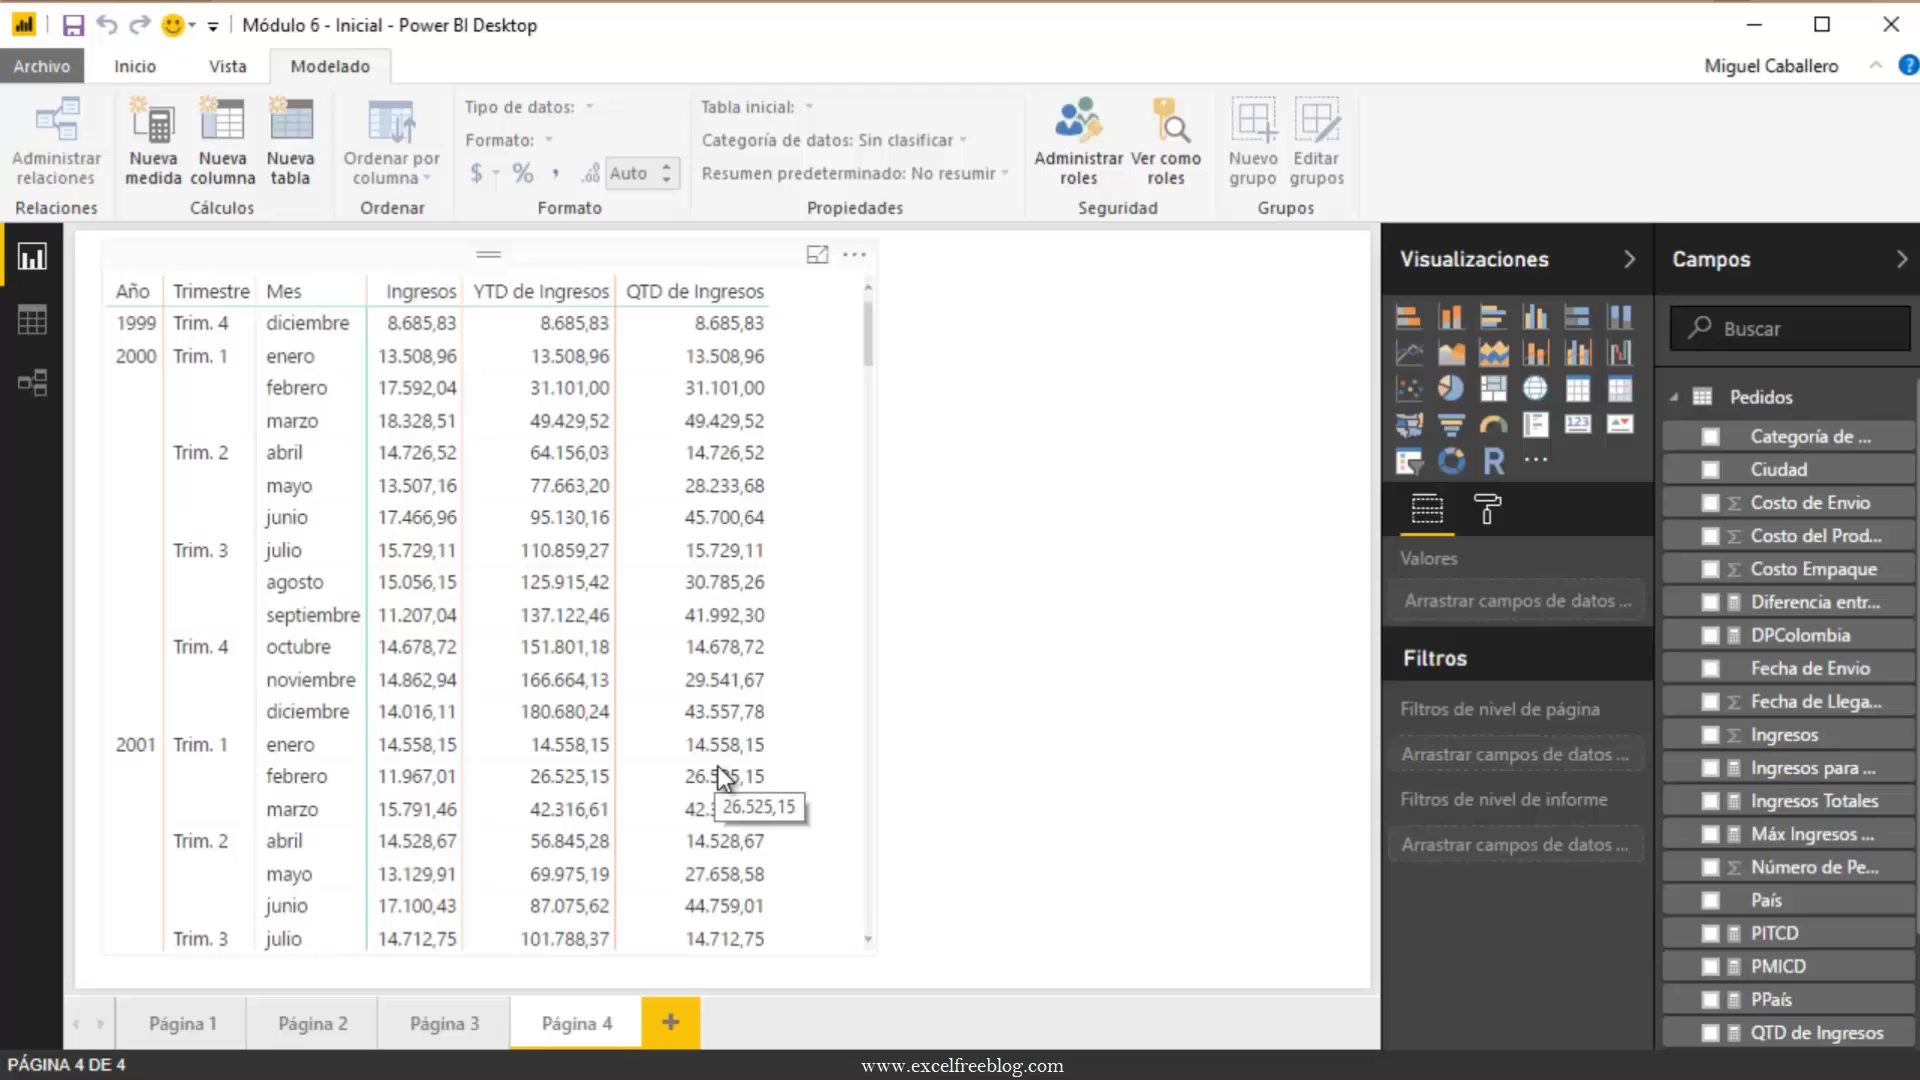 Módulo 6 - Inicial - Power BI Desktop
Archivo Inicio Vista Modelado Miguel Caballero ?
Administrar relaciones
Nueva medida
Nueva columna
Nueva tabla
Ordenar por columna
Tipo de datos:
Formato:
$ % , .00 Auto
Tabla inicial:
Categoría de datos: Sin clasificar
Resumen predeterminado: No resumir
Administrar roles
Ver como roles
Nuevo grupo
Editar grupos
Relaciones Cálculos Ordenar Formato Propiedades Seguridad Grupos
Año Trimestre Mes Ingresos YTD de Ingresos QTD de Ingresos
1999 Trim. 4 diciembre 8.685,83 8.685,83 8.685,83
2000 Trim. 1 enero 13.508,96 13.508,96 13.508,96
febrero 17.592,04 31.101,00 31.101,00
marzo 18.328,51 49.429,52 49.429,52
Trim. 2 abril 14.726,52 64.156,03 14.726,52
mayo 13.507,16 77.663,20 28.233,68
junio 17.466,96 95.130,16 45.700,64
Trim. 3 julio 15.729,11 110.859,27 15.729,11
agosto 15.056,15 125.915,42 30.785,26
septiembre 11.207,04 137.122,46 41.992,30
Trim. 4 octubre 14.678,72 151.801,18 14.678,72
noviembre 14.862,94 166.664,13 29.541,67
diciembre 14.016,11 180.680,24 43.557,78
2001 Trim. 1 enero 14.558,15 14.558,15 14.558,15
febrero 11.967,01 26.525,15
26.525,15
marzo 15.791,46 42.316,61
Trim. 2 abril 14.528,67 56.845,28 14.528,67
mayo 13.129,91 69.975,19 27.658,58
junio 17.100,43 87.075,62 44.759,01
Trim. 3 julio 14.712,75 101.788,37 14.712,75
Visualizaciones
123
R
Valores
Arrastrar campos de datos ...
Filtros
Filtros de nivel de página
Arrastrar campos de datos ...
Filtros de nivel de informe
Arrastrar campos de datos ...
Campos
Buscar
Pedidos
Categoría de ...
Ciudad
Σ Costo de Envio
Σ Costo del Prod...
Σ Costo Empaque
Diferencia entr...
DPColombia
Fecha de Envio
Σ Fecha de Llega...
Σ Ingresos
Ingresos para ...
Ingresos Totales
Máx Ingresos ...
Σ Número de Pe...
País
PITCD
PMICD
PPaís
QTD de Ingresos
Página 1 Página 2 Página 3 Página 4 +
PÁGINA 4 DE 4
www.excelfreeblog.com